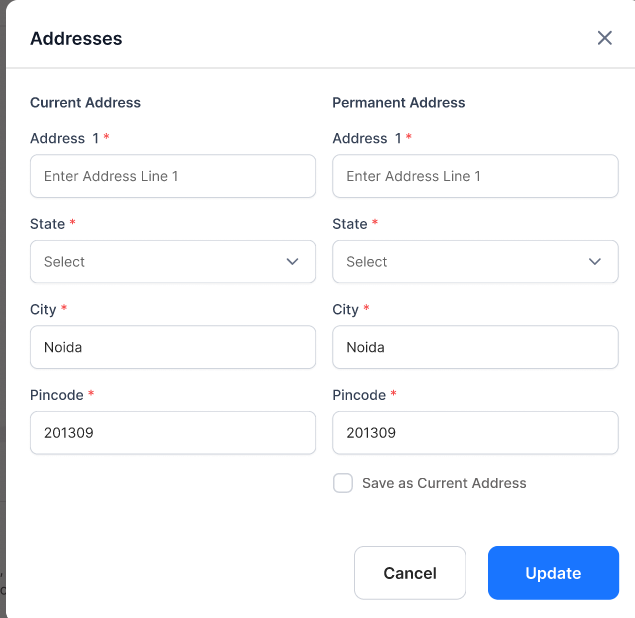 Addresses
Current Address
Permanent Address
Address 1 *
Address 1 *
Enter Address Line 1
Enter Address Line 1
State *
State *
Select
Select
City *
City *
Noida
Noida
Pincode *
Pincode *
201309
201309
Save as Current Address
Cancel
Update